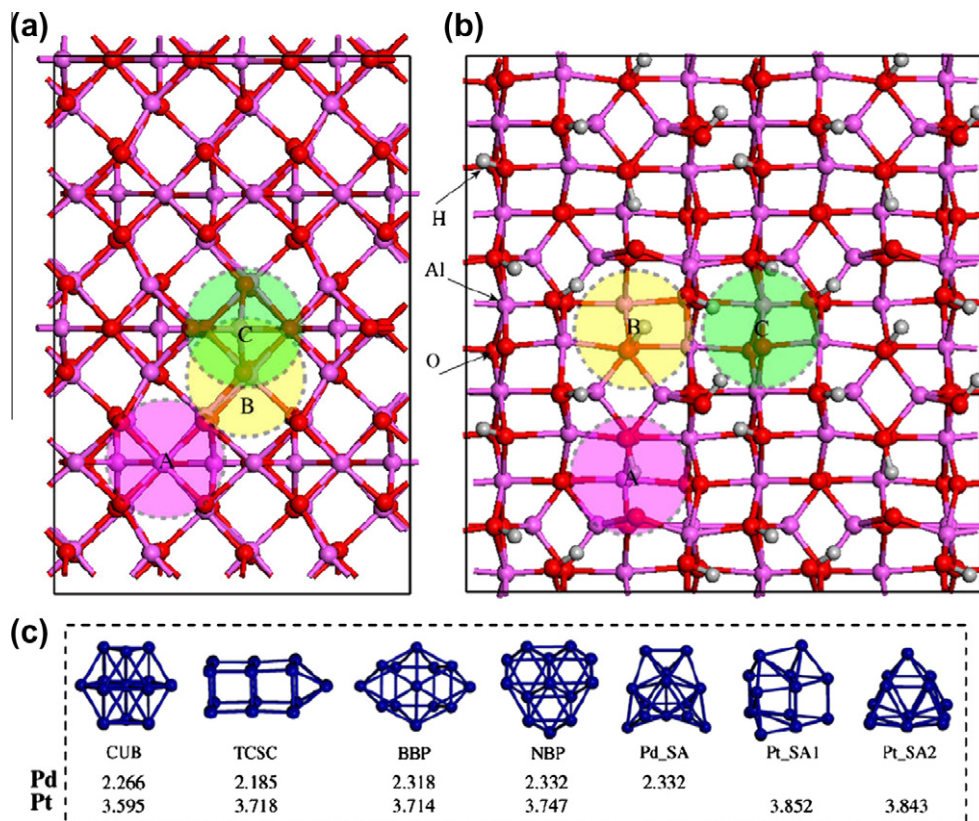 (a)
A
B
C
(b)
H
Al
O
B
C
A
(c)
CUB TCSC BBP NBP Pd_SA Pt_SA1 Pt_SA2
Pd 2.266 2.185 2.318 2.332 2.332
Pt 3.595 3.718 3.714 3.747 3.852 3.843